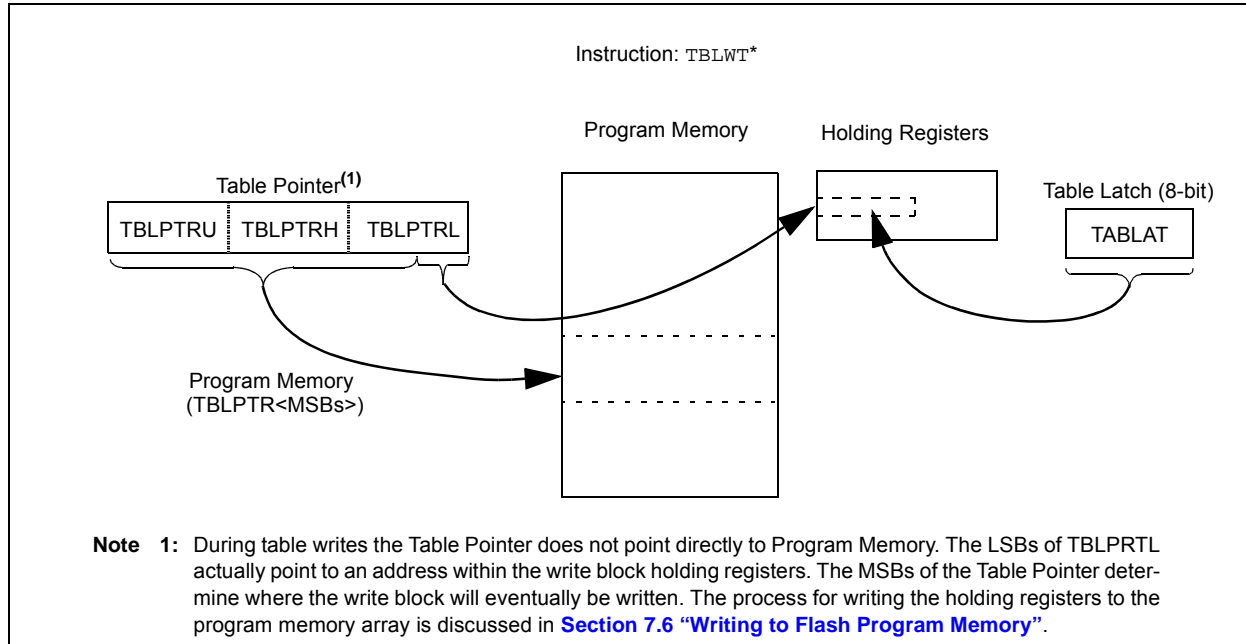 Instruction: TBLWT*
Program Memory
Holding Registers
Table Pointer(1)
Table Latch (8-bit)
TBLPTRU TBLPTRH TBLPTRL
TABLAT
Program Memory
(TBLPTR<MSBs>)
Note 1: During table writes the Table Pointer does not point directly to Program Memory. The LSBs of TBLPRTL
actually point to an address within the write block holding registers. The MSBs of the Table Pointer deter-
mine where the write block will eventually be written. The process for writing the holding registers to the
program memory array is discussed in Section 7.6 “Writing to Flash Program Memory”.